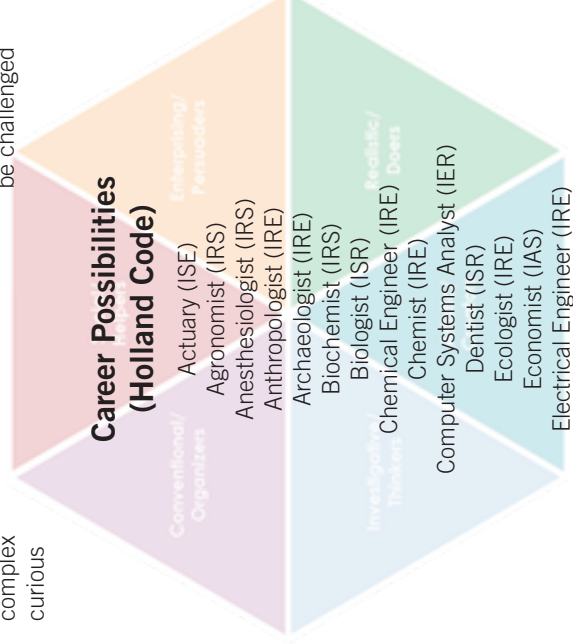 complex
curious
be challenged
Career Possibilities
(Holland Code)
Actuary (ISE)
Agronomist (IRS)
Anesthesiologist (IRS)
Anthropologist (IRE)
Archaeologist (IRE)
Biochemist (IRS)
Biologist (ISR)
Chemical Engineer (IRE)
Chemist (IRE)
Computer Systems Analyst (IER)
Dentist (ISR)
Ecologist (IRE)
Economist (IAS)
Electrical Engineer (IRE)
Conventional/
Organizers
Helpers
Enterprising/
Persuaders
Investigative/
Thinkers
Realistic/
Doers